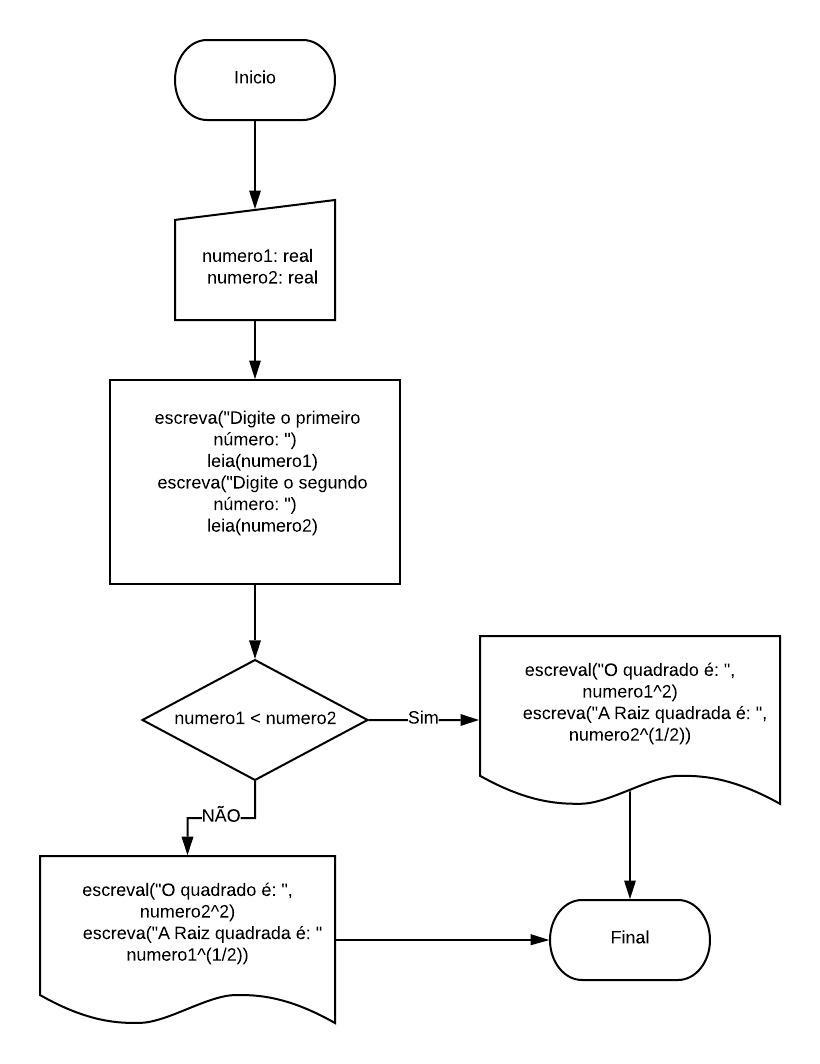 Inicio
numero1: real
numero2: real
escreva("Digite o primeiro
número: ")
leia(numero1)
escreva("Digite o segundo
número: ")
leia(numero2)
numero1 < numero2
Sim
escreval("O quadrado é: ",
numero1^2)
escreva("A Raiz quadrada é: ",
numero2^(1/2))
NÃO
escreval("O quadrado é: ",
numero2^2)
escreva("A Raiz quadrada é: "
numero1^(1/2))
Final